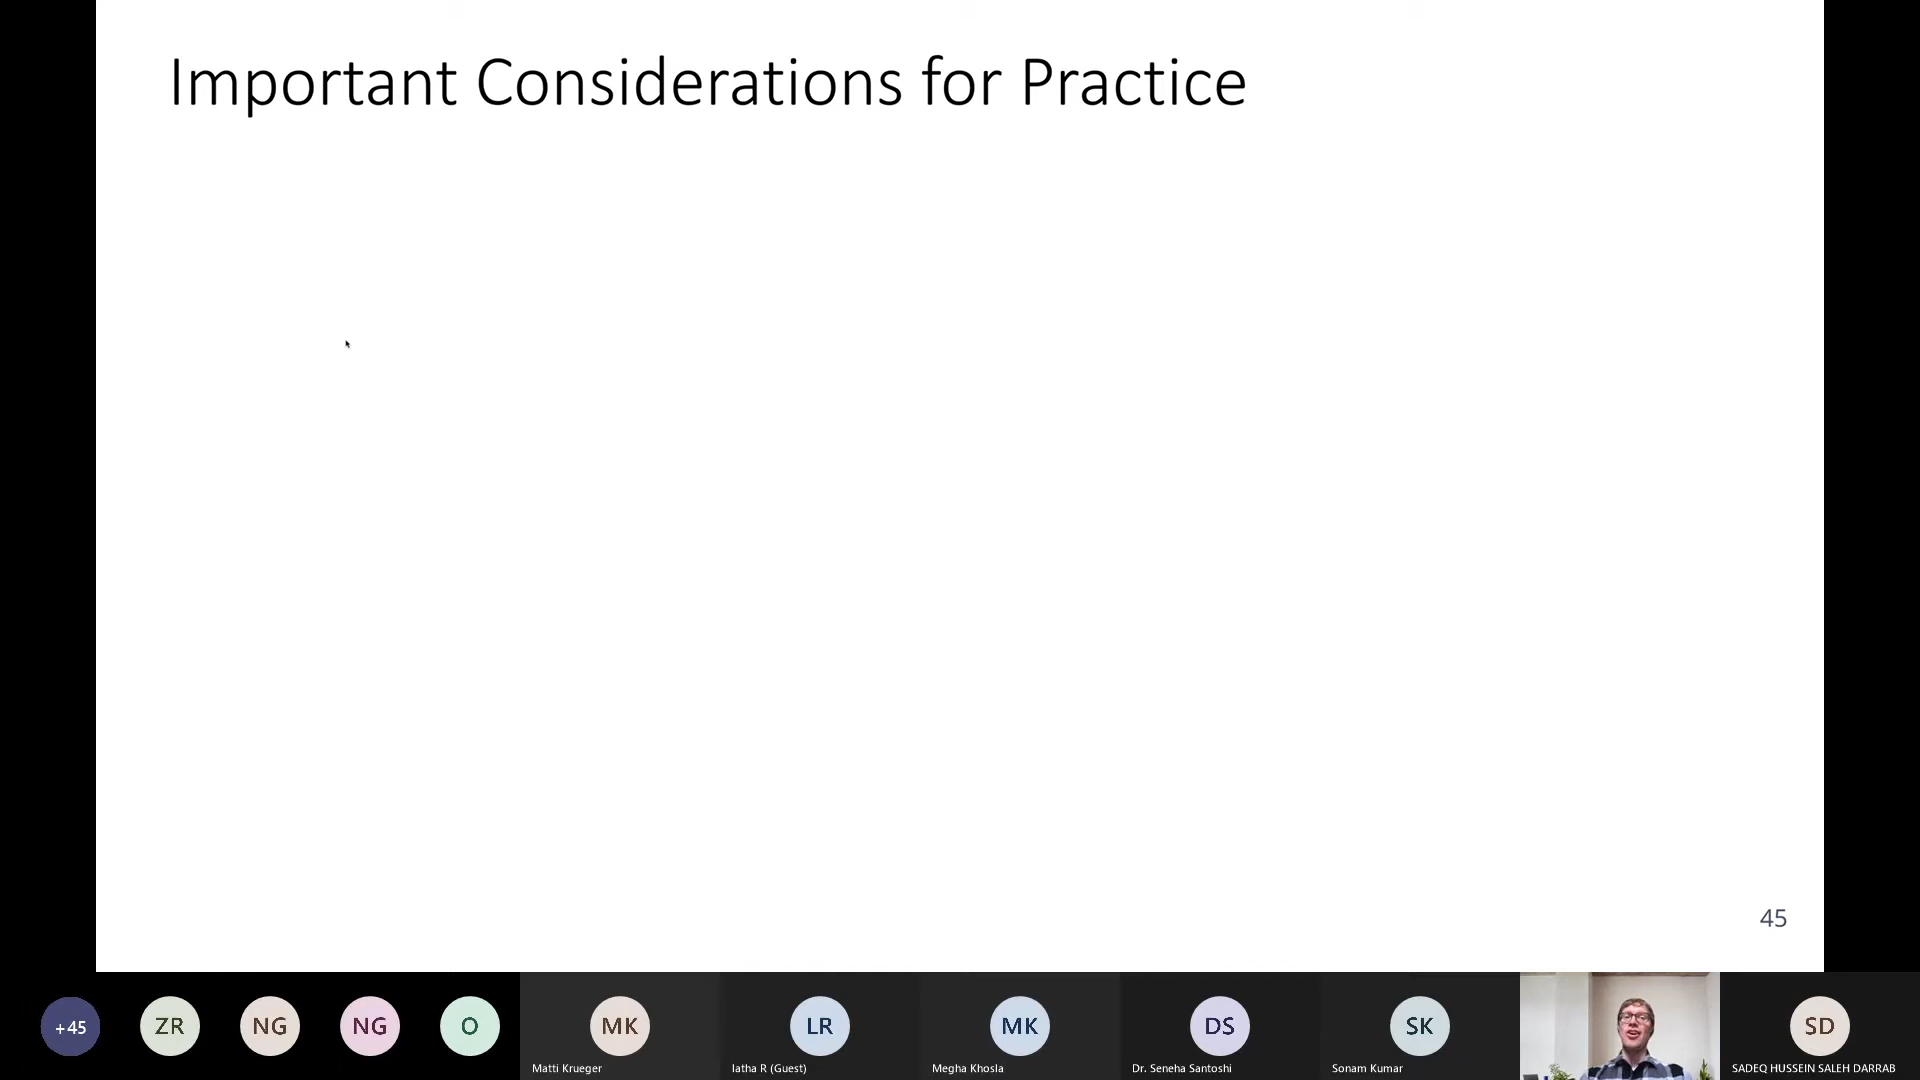 Important Considerations for Practice
45
+45
ZR
NG
NG
O
MK
LR
MK
DS
SK
SD
Matti Krueger
latha R (Guest)
Megha Khosla
Dr. Seneha Santoshi
Sonam Kumar
SADEQ HUSSEIN SALEH DARRAB